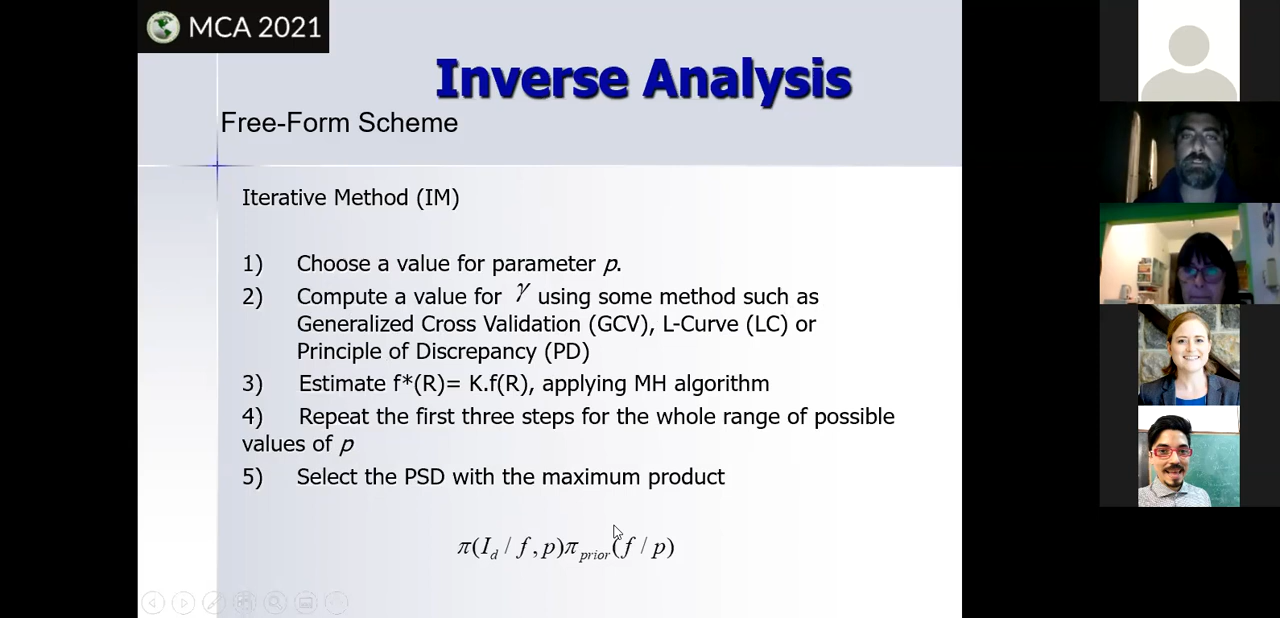 MCA 2021
Inverse Analysis
Free-Form Scheme
Iterative Method (IM)
1) Choose a value for parameter p.
2) Compute a value for γ using some method such as
Generalized Cross Validation (GCV), L-Curve (LC) or
Principle of Discrepancy (PD)
3) Estimate f*(R)= K.f(R), applying MH algorithm
4) Repeat the first three steps for the whole range of possible
values of p
5) Select the PSD with the maximum product
π(I_d / f, p)π_prior(f / p)